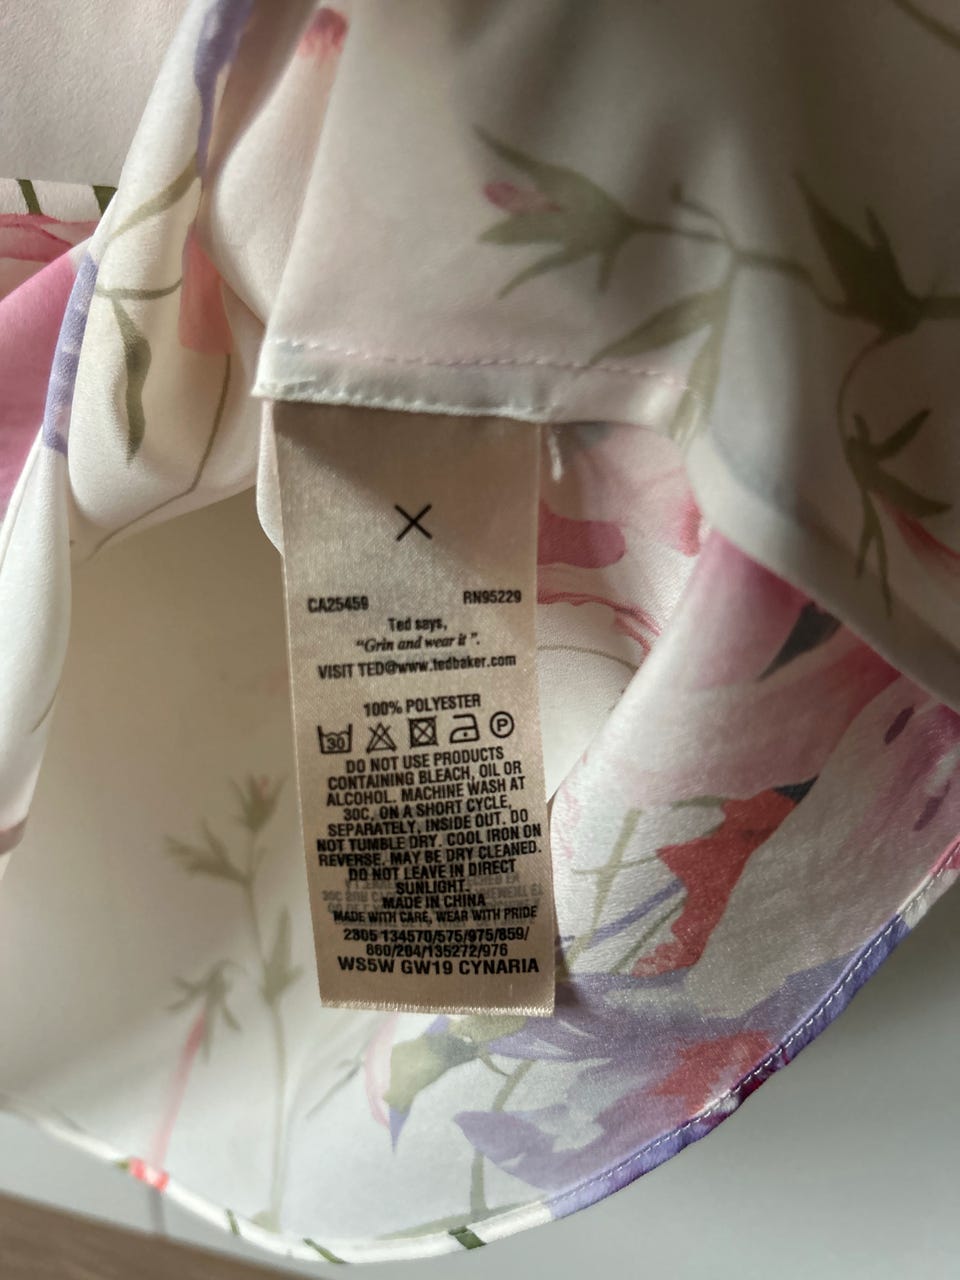 CA25459 RN95229
Ted says,
"Grin and wear it".
VISIT TED@www.tedbaker.com
100% POLYESTER
30 P
DO NOT USE PRODUCTS
CONTAINING BLEACH, OIL OR
ALCOHOL. MACHINE WASH AT
30C, ON A SHORT CYCLE,
SEPARATELY, INSIDE OUT. DO
NOT TUMBLE DRY. COOL IRON ON
REVERSE. MAY BE DRY CLEANED.
DO NOT LEAVE IN DIRECT
SUNLIGHT.
MADE IN CHINA
MADE WITH CARE, WEAR WITH PRIDE
2305 134570/575/975/859/
860/204/135272/976
WS5W GW19 CYNARIA